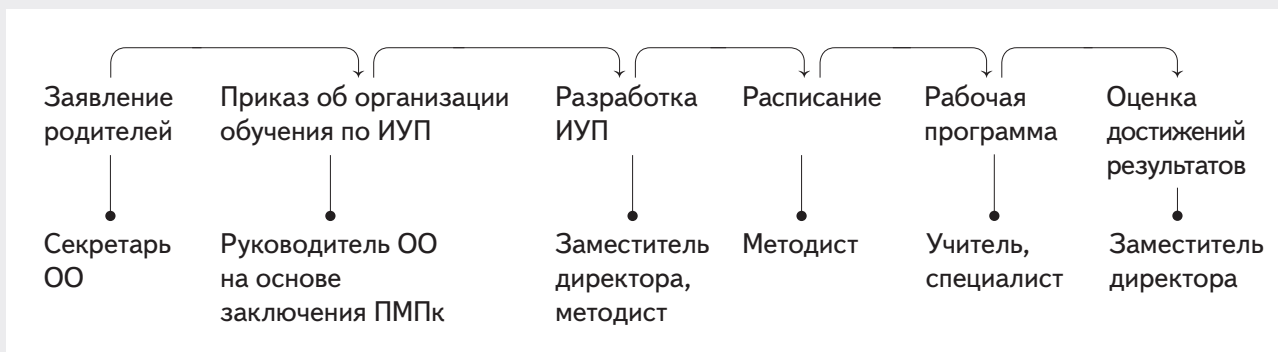 Заявление
родителей
Приказ об организации
обучения по ИУП
Разработка
ИУП
Расписание
Рабочая
программа
Оценка
достижений
результатов
Секретарь
ОО
Руководитель ОО
на основе
заключения ПМПк
Заместитель
директора,
методист
Методист
Учитель,
специалист
Заместитель
директора